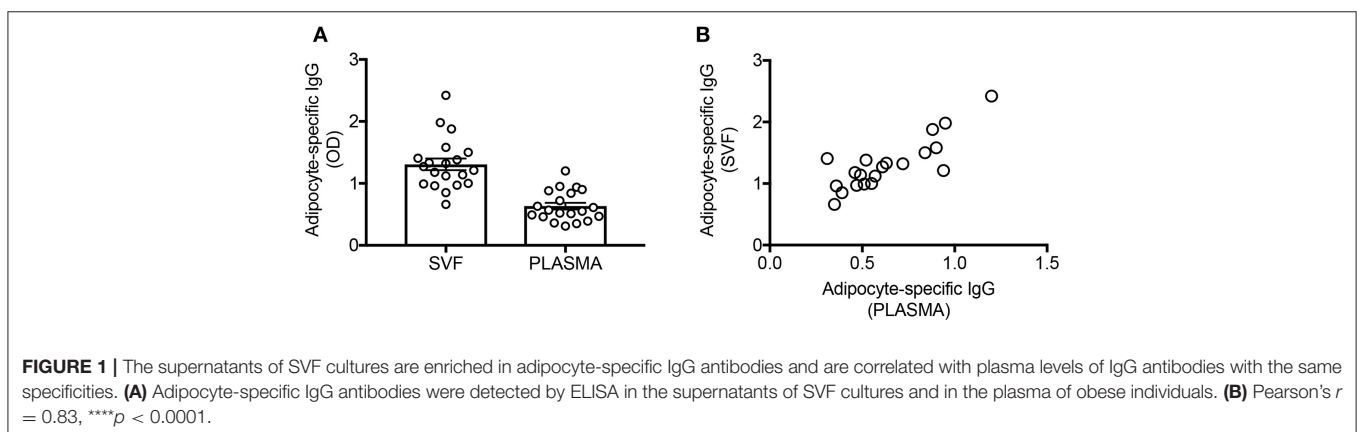 A
Adipocyte-specific IgG
(OD)
3
2
1
0
SVF
PLASMA
B
Adipocyte-specific IgG
(SVF)
3
2
1
0
0.0
0.5
1.0
1.5
Adipocyte-specific IgG
(PLASMA)
FIGURE 1 | The supernatants of SVF cultures are enriched in adipocyte-specific IgG antibodies and are correlated with plasma levels of IgG antibodies with the same
specificities. (A) Adipocyte-specific IgG antibodies were detected by ELISA in the supernatants of SVF cultures and in the plasma of obese individuals. (B) Pearson's r
= 0.83, ****p < 0.0001.